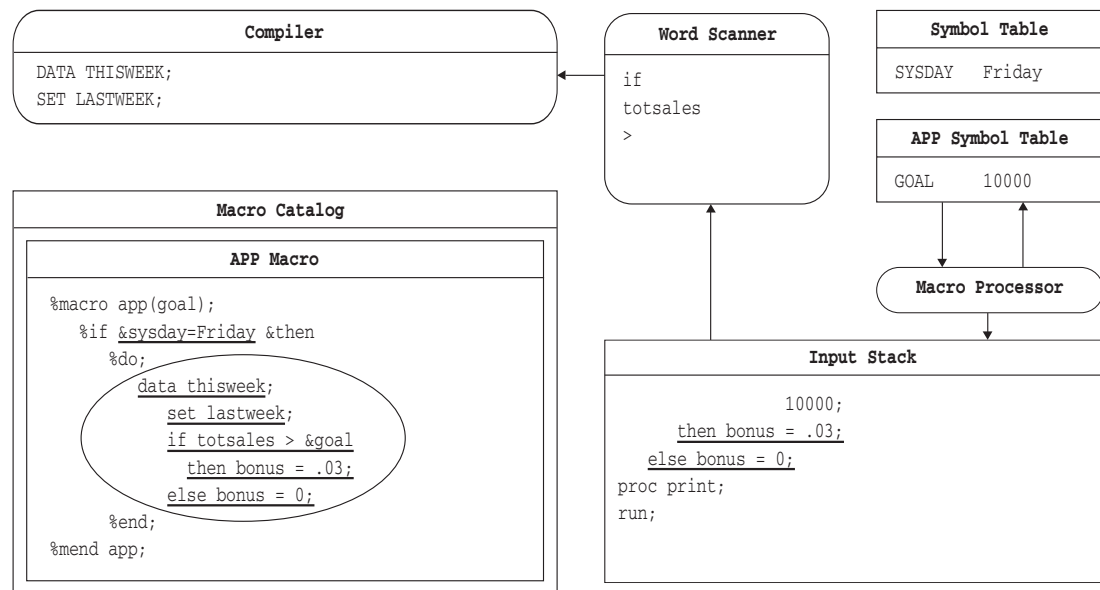 Compiler
DATA THISWEEK;
SET LASTWEEK;
Word Scanner
if
totsales
>
Symbol Table
SYSDAY Friday
APP Symbol Table
GOAL 10000
Macro Processor
Macro Catalog
APP Macro
%macro app(goal);
%if &sysday=Friday &then
%do;
data thisweek;
set lastweek;
if totsales > &goal
then bonus = .03;
else bonus = 0;
%end;
%mend app;
Input Stack
10000;
then bonus = .03;
else bonus = 0;
proc print;
run;